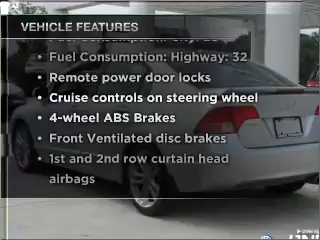 VEHICLE FEATURES
Fuel Consumption: Highway: 32
Remote power door locks
Cruise controls on steering wheel
4-wheel ABS Brakes
Front Ventilated disc brakes
1st and 2nd row curtain head
airbags